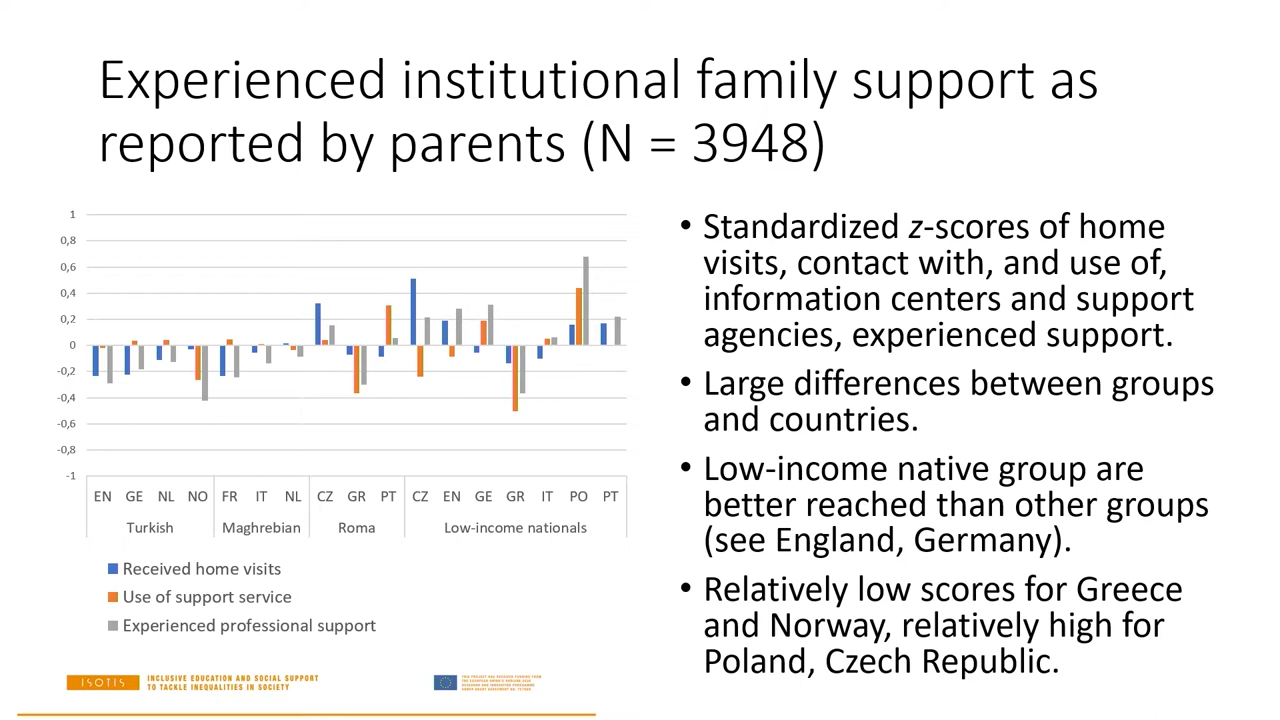 Experienced institutional family support as
reported by parents (N = 3948)
1
0,8
0,6
0,4
0,2
0
-0,2
-0,4
-0,6
-0,8
-1
EN GE NL NO FR IT NL CZ GR PT CZ EN GE GR IT PO PT
Turkish Maghrebian Roma Low-income nationals
Received home visits
Use of support service
Experienced professional support
• Standardized z-scores of home
visits, contact with, and use of,
information centers and support
agencies, experienced support.
• Large differences between groups
and countries.
• Low-income native group are
better reached than other groups
(see England, Germany).
• Relatively low scores for Greece
and Norway, relatively high for
Poland, Czech Republic.
ISOTIS
INCLUSIVE EDUCATION AND SOCIAL SUPPORT
TO TACKLE INEQUALITIES IN SOCIETY
THIS PROJECT HAS RECEIVED FUNDING FROM